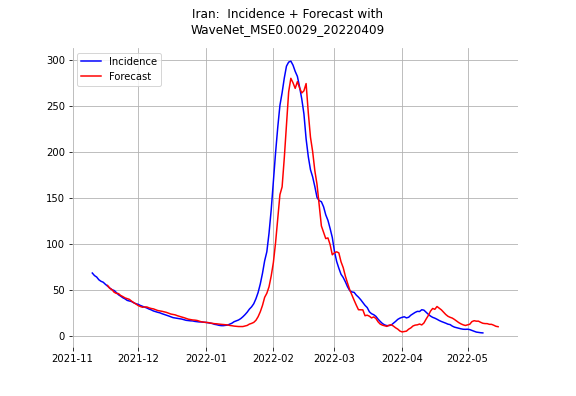 Iran:  Incidence + Forecast with
WaveNet_MSE0.0029_20220409
Incidence
Forecast
300
250
200
150
100
50
0
2021-11 2021-12 2022-01 2022-02 2022-03 2022-04 2022-05